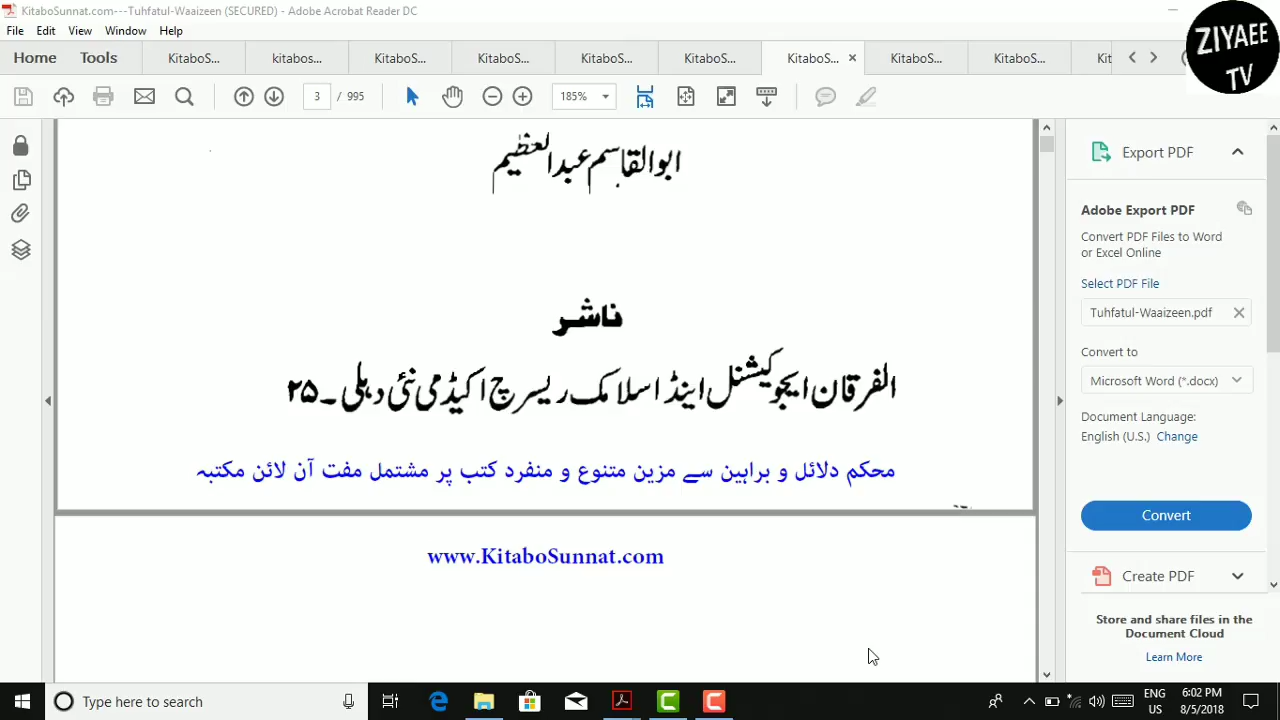 KitaboSunnat.com---Tuhfatul-Waaizeen (SECURED) - Adobe Acrobat Reader DC
File Edit View Window Help
ZIYAEE TV
Home Tools KitaboS... kitabos... KitaboS... KitaboS... KitaboS... KitaboS... KitaboS... KitaboS... KitaboS... Kit
3 / 995 185%
ابوالقاسم عبدالعظیم
ناشر
الفرقان ایجوکیشنل اینڈ اسلامک ریسرچ اکیڈمی نئی دہلی ۔۲۵
محکم دلائل و براہین سے مزین متنوع و منفرد کتب پر مشتمل مفت آن لائن مکتبہ
www.KitaboSunnat.com
Export PDF
Adobe Export PDF
Convert PDF Files to Word
or Excel Online
Select PDF File
Tuhfatul-Waaizeen.pdf
Convert to
Microsoft Word (*.docx)
Document Language:
English (U.S.) Change
Convert
Create PDF
Store and share files in the
Document Cloud
Learn More
Type here to search
ENG
US
6:02 PM
8/5/2018